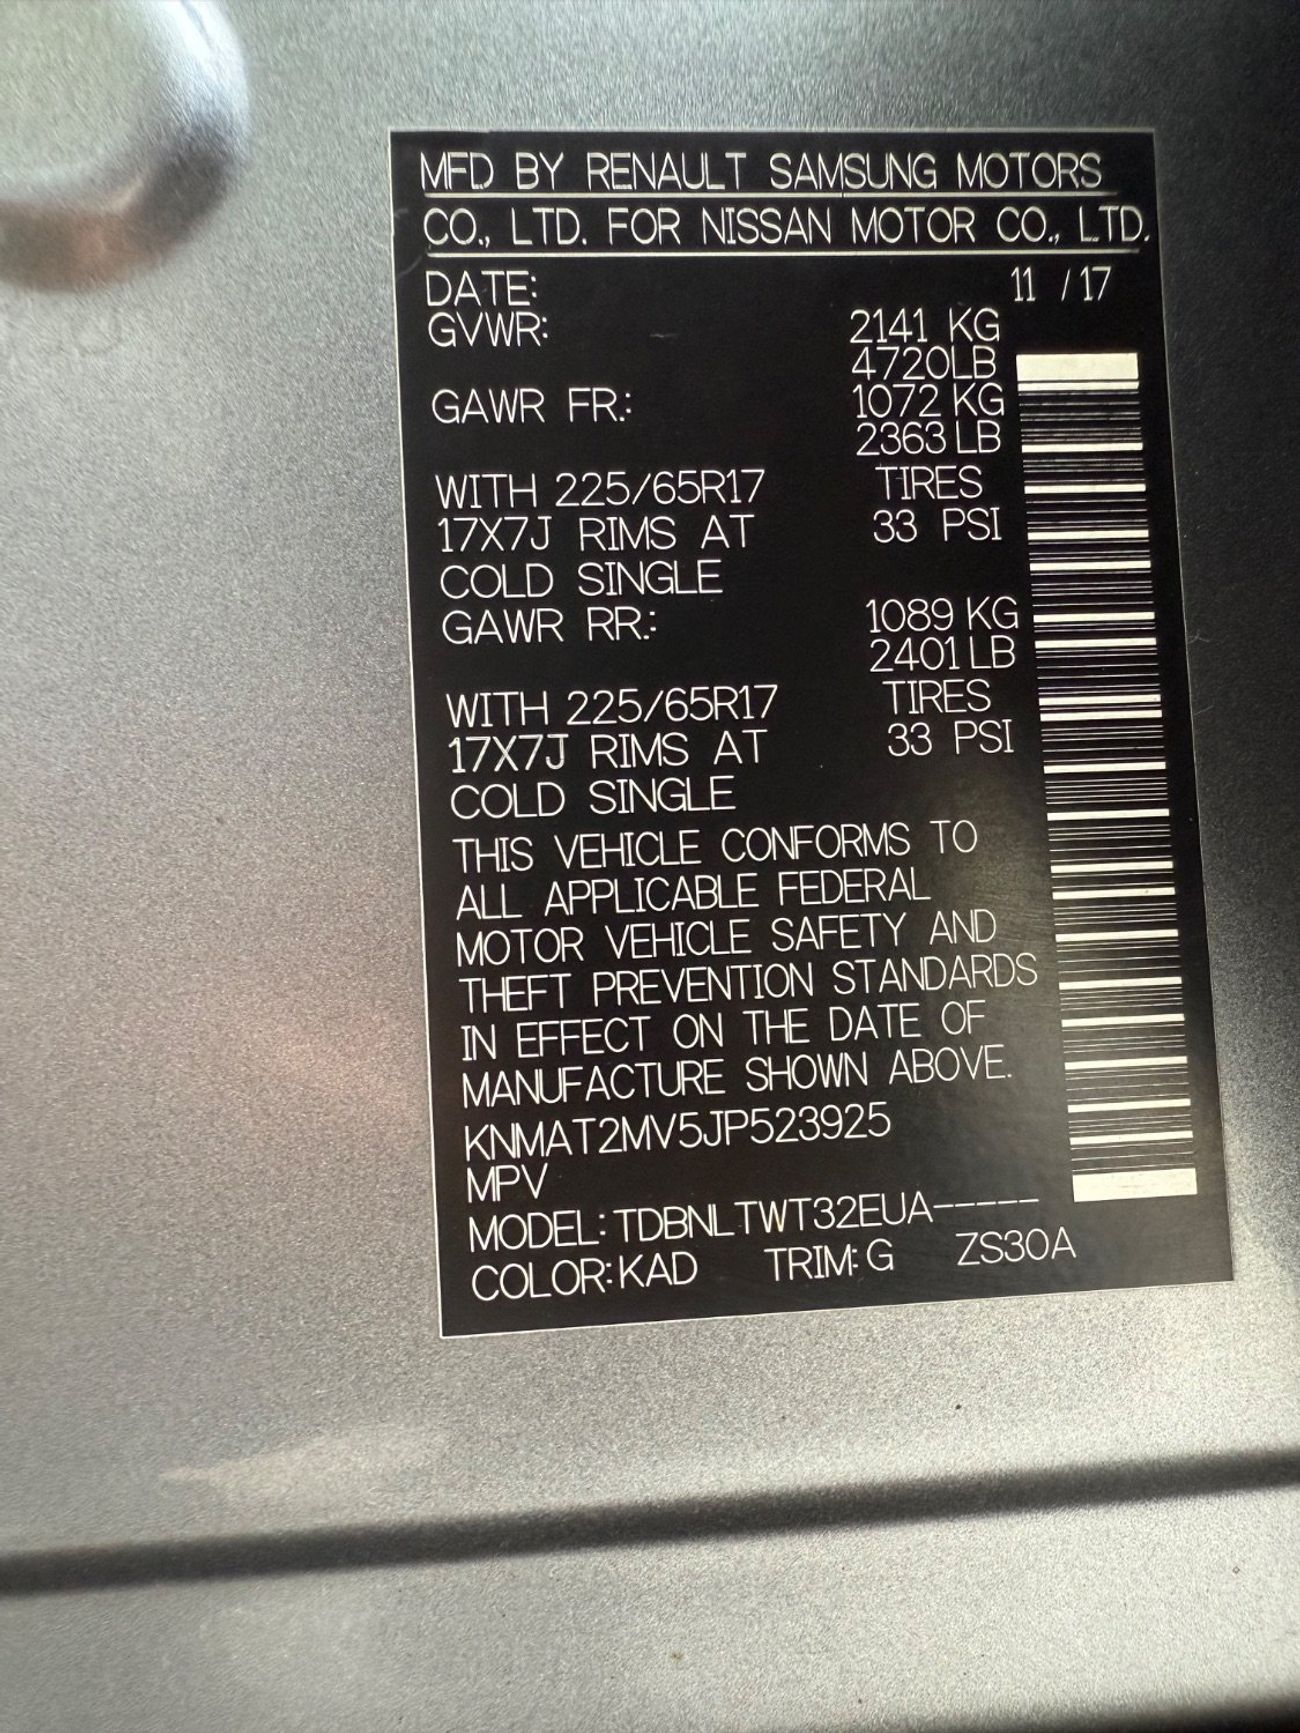 MFD BY RENAULT SAMSUNG MOTORS
CO., LTD. FOR NISSAN MOTOR CO., LTD.
DATE: 11 / 17
GVWR: 2141 KG
4720LB
GAWR FR.: 1072 KG
2363 LB
WITH 225/65R17 TIRES
17X7J RIMS AT 33 PSI
COLD SINGLE
GAWR RR.: 1089 KG
2401 LB
WITH 225/65R17 TIRES
17X7J RIMS AT 33 PSI
COLD SINGLE
THIS VEHICLE CONFORMS TO
ALL APPLICABLE FEDERAL
MOTOR VEHICLE SAFETY AND
THEFT PREVENTION STANDARDS
IN EFFECT ON THE DATE OF
MANUFACTURE SHOWN ABOVE.
KNMAT2MV5JP523925
MPV
MODEL: TDBNLTWT32EUA-----
COLOR: KAD TRIM: G ZS30A